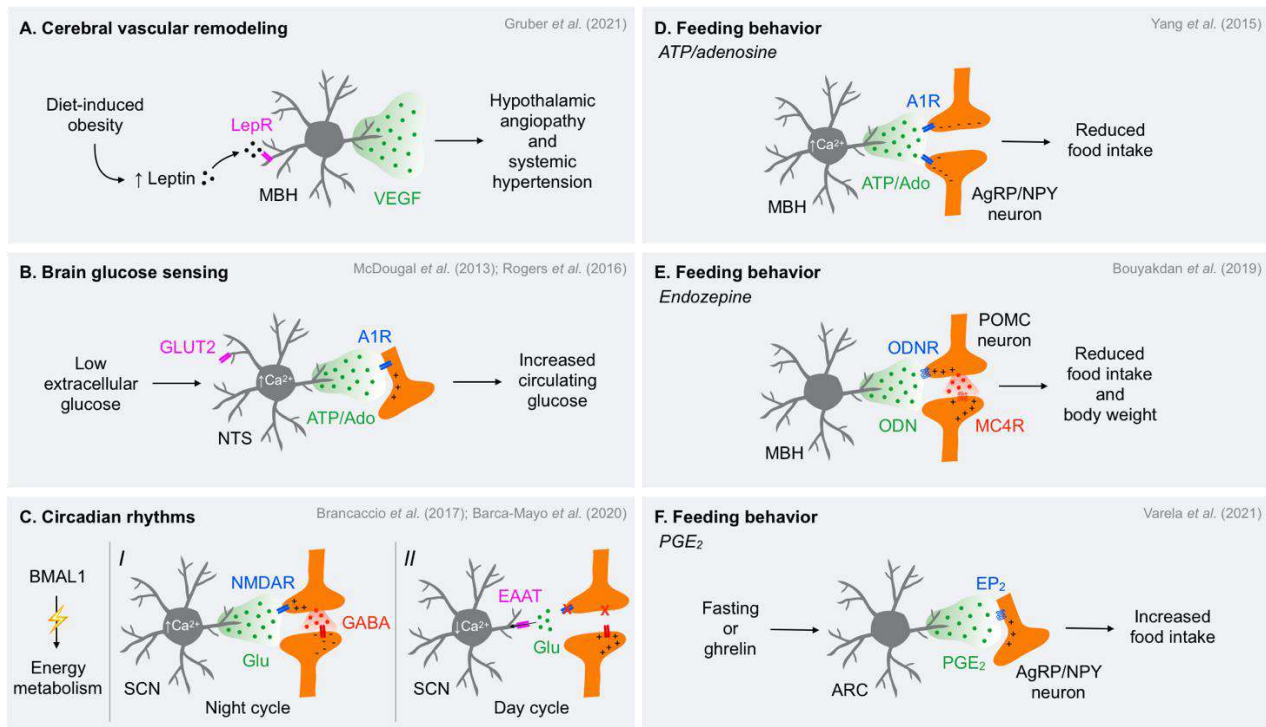 A. Cerebral vascular remodeling
Gruber et al. (2021)
Diet-induced
obesity
↑ Leptin
LepR
MBH
VEGF
Hypothalamic
angiopathy
and
systemic
hypertension
B. Brain glucose sensing
McDougal et al. (2013); Rogers et al. (2016)
Low
extracellular
glucose
GLUT2
↑Ca²⁺
NTS
ATP/Ado
A1R
Increased
circulating
glucose
C. Circadian rhythms
Brancaccio et al. (2017); Barca-Mayo et al. (2020)
BMAL1
Energy
metabolism
I
↑Ca²⁺
SCN
NMDAR
Glu
GABA
Night cycle
II
↓Ca²⁺
SCN
EAAT
Glu
Day cycle
D. Feeding behavior
Yang et al. (2015)
ATP/adenosine
↑Ca²⁺
MBH
A1R
ATP/Ado
AgRP/NPY
neuron
Reduced
food intake
E. Feeding behavior
Bouyakdan et al. (2019)
Endozepine
MBH
ODNR
ODN
POMC
neuron
MC4R
Reduced
food intake
and
body weight
F. Feeding behavior
Varela et al. (2021)
PGE₂
Fasting
or
ghrelin
ARC
EP₂
PGE₂
AgRP/NPY
neuron
Increased
food intake